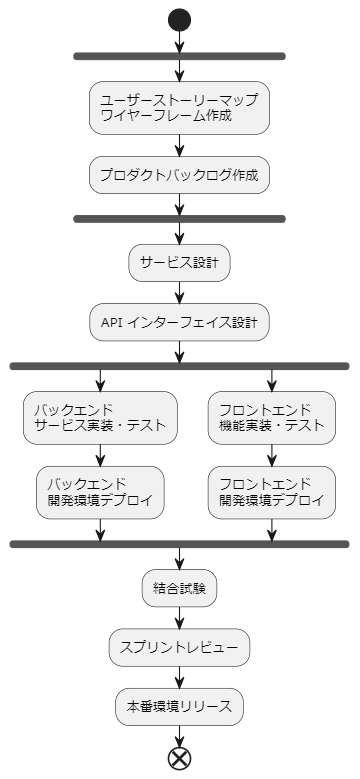 ユーザーストーリーマップ
ワイヤーフレーム作成
プロダクトバックログ作成
サービス設計
API インターフェイス設計
バックエンド
サービス実装・テスト
フロントエンド
機能実装・テスト
バックエンド
開発環境デプロイ
フロントエンド
開発環境デプロイ
結合試験
スプリントレビュー
本番環境リリース